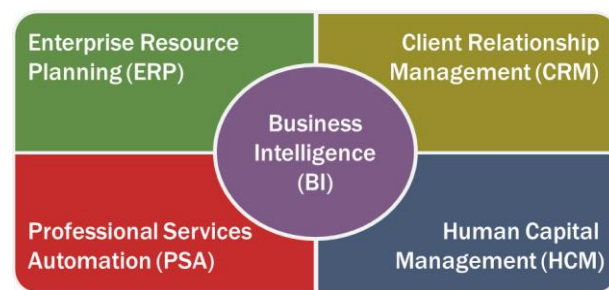 Enterprise Resource
Planning (ERP)
Client Relationship
Management (CRM)
Business
Intelligence
(BI)
Professional Services
Automation (PSA)
Human Capital
Management (HCM)